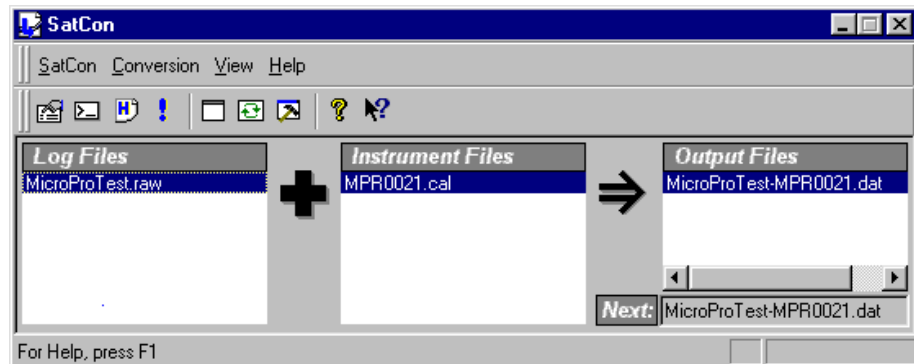 SatCon
SatCon Conversion View Help
Log Files
MicroProTest.raw
Instrument Files
MPR0021.cal
Output Files
MicroProTest-MPR0021.dat
Next: MicroProTest-MPR0021.dat
For Help, press F1